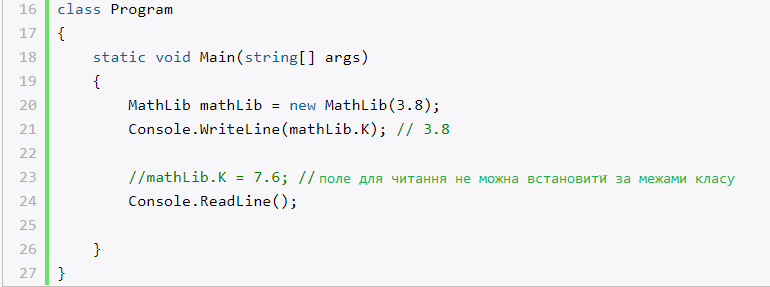 16 class Program
17 {
18     static void Main(string[] args)
19     {
20         MathLib mathLib = new MathLib(3.8);
21         Console.WriteLine(mathLib.K); // 3.8
22
23         //mathLib.K = 7.6; // поле для читання не можна встановити за межами класу
24         Console.ReadLine();
25
26     }
27 }